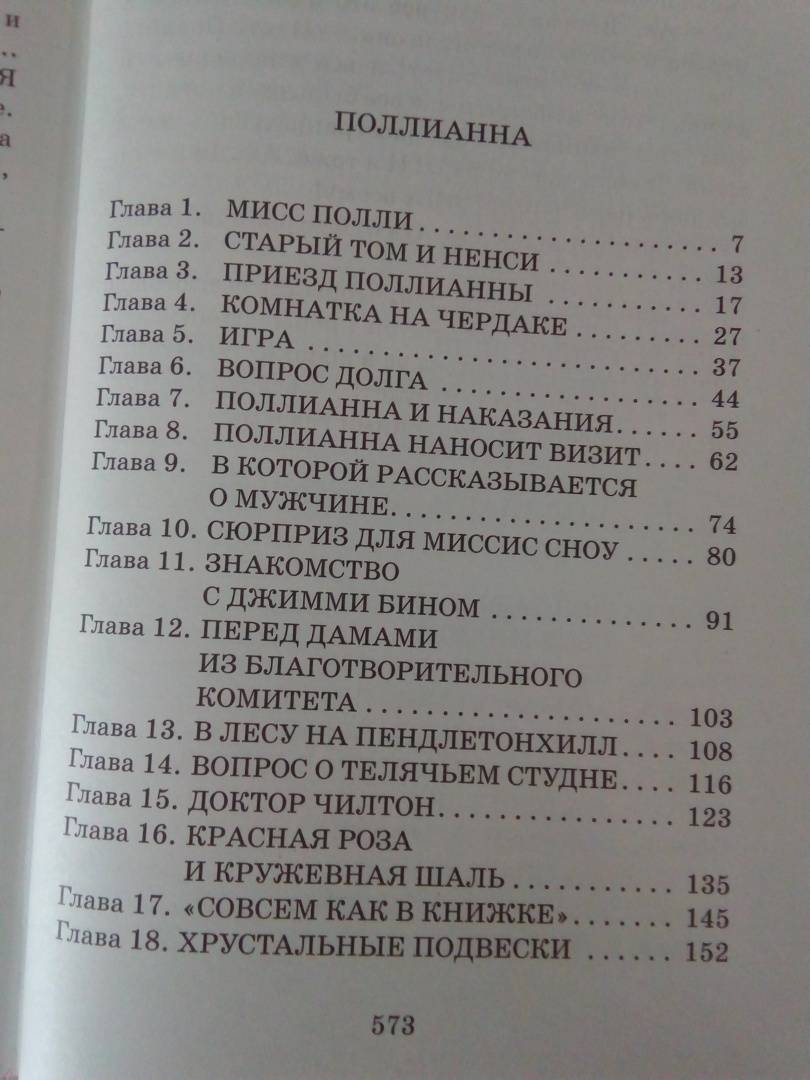 и
..
Я
е.
а
,
ПОЛЛИАННА
Глава 1. МИСС ПОЛЛИ . . . . . . . . . . . . . . . . . . . . 7
Глава 2. СТАРЫЙ ТОМ И НЕНСИ . . . . . . . . . . . 13
Глава 3. ПРИЕЗД ПОЛЛИАННЫ . . . . . . . . . . . 17
Глава 4. КОМНАТКА НА ЧЕРДАКЕ . . . . . . . . . 27
Глава 5. ИГРА . . . . . . . . . . . . . . . . . . . . . . . . . . 37
Глава 6. ВОПРОС ДОЛГА . . . . . . . . . . . . . . . . . 44
Глава 7. ПОЛЛИАННА И НАКАЗАНИЯ. . . . . . 55
Глава 8. ПОЛЛИАННА НАНОСИТ ВИЗИТ . . . . 62
Глава 9. В КОТОРОЙ РАССКАЗЫВАЕТСЯ
О МУЖЧИНЕ. . . . . . . . . . . . . . . . . . . . 74
Глава 10. СЮРПРИЗ ДЛЯ МИССИС СНОУ . . . . . 80
Глава 11. ЗНАКОМСТВО
С ДЖИММИ БИНОМ . . . . . . . . . . . . . . 91
Глава 12. ПЕРЕД ДАМАМИ
ИЗ БЛАГОТВОРИТЕЛЬНОГО
КОМИТЕТА . . . . . . . . . . . . . . . . . . . . 103
Глава 13. В ЛЕСУ НА ПЕНДЛЕТОНХИЛЛ. . . . . 108
Глава 14. ВОПРОС О ТЕЛЯЧЬЕМ СТУДНЕ. . . . . 116
Глава 15. ДОКТОР ЧИЛТОН. . . . . . . . . . . . . . . . 123
Глава 16. КРАСНАЯ РОЗА
И КРУЖЕВНАЯ ШАЛЬ . . . . . . . . . . . 135
Глава 17. «СОВСЕМ КАК В КНИЖКЕ». . . . . . . . 145
Глава 18. ХРУСТАЛЬНЫЕ ПОДВЕСКИ . . . . . . 152
573